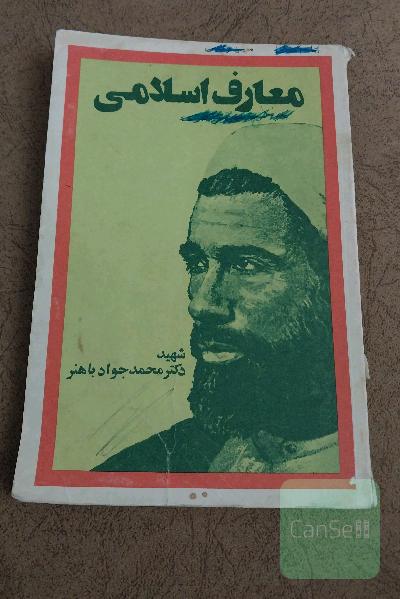 معارف اسلامی
شهید
دکتر محمد جواد باهنر
CanSell